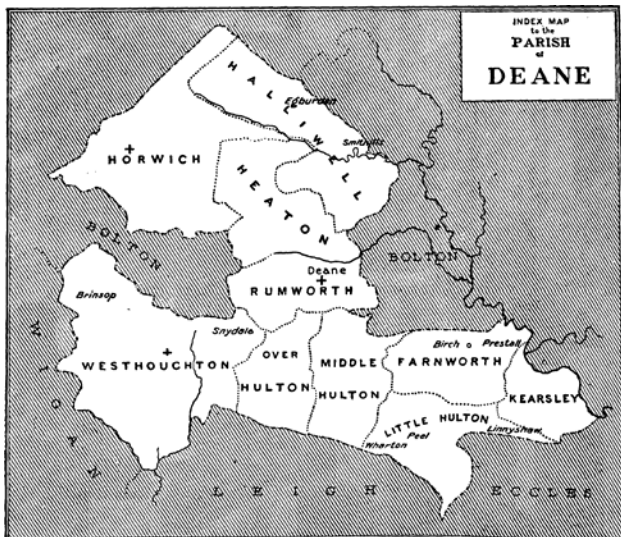 INDEX MAP
to the
PARISH
of
DEANE
HALLIWELL
Egburden
Smithills
HORWICH
HEATON
BOLTON
BOLTON
Deane
RUMWORTH
Brinsop
Snydale
WIGAN
WESTHOUGHTON
OVER
HULTON
MIDDLE
HULTON
Birch
Prestall
FARNWORTH
KEARSLEY
LITTLE HULTON
Peel
Linnyshaw
Wharton
LEIGH
ECCLES